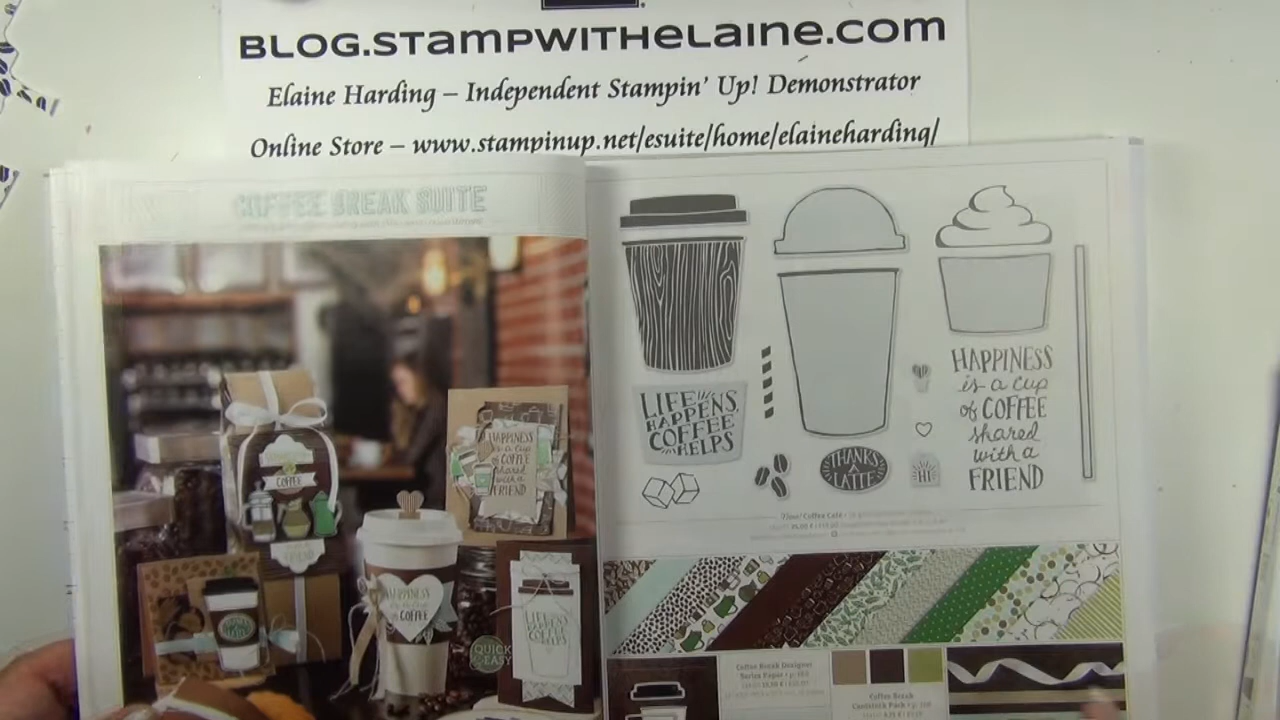 BLOG.STAMPWITHELAINE.COM
Elaine Harding – Independent Stampin' Up! Demonstrator
Online Store – www.stampinup.net/esuite/home/elaineharding/
COFFEE BREAK SUITE
LIFE
HAPPENS,
COFFEE
HELPS
THANKS
A
LATTE
HI
HAPPINESS
is a cup
of COFFEE
shared
with a
FRIEND
COFFEE
HAPPINESS
is a cup
of COFFEE
shared
with a
FRIEND
HAPPINESS
COFFEE
QUICK
EASY
LIFE
HAPPENS
COFFEE
HELPS
Coffee Break Designer
Series Paper
Coffee Break
Cardstock Pack